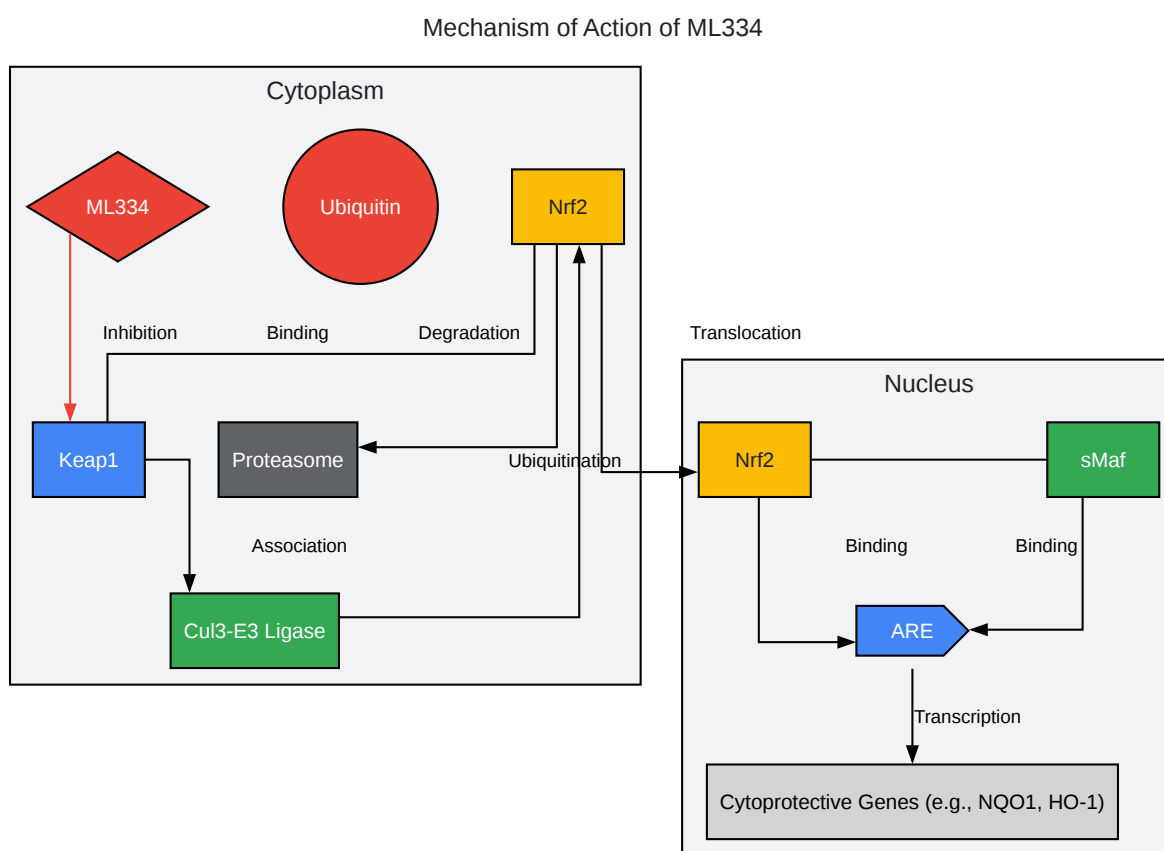 Mechanism of Action of ML334
Cytoplasm
ML334
Ubiquitin
Nrf2
Inhibition
Binding
Degradation
Translocation
Nucleus
Keap1
Proteasome
Ubiquitination
Nrf2
sMaf
Association
Binding
Binding
Cul3-E3 Ligase
ARE
Transcription
Cytoprotective Genes (e.g., NQO1, HO-1)